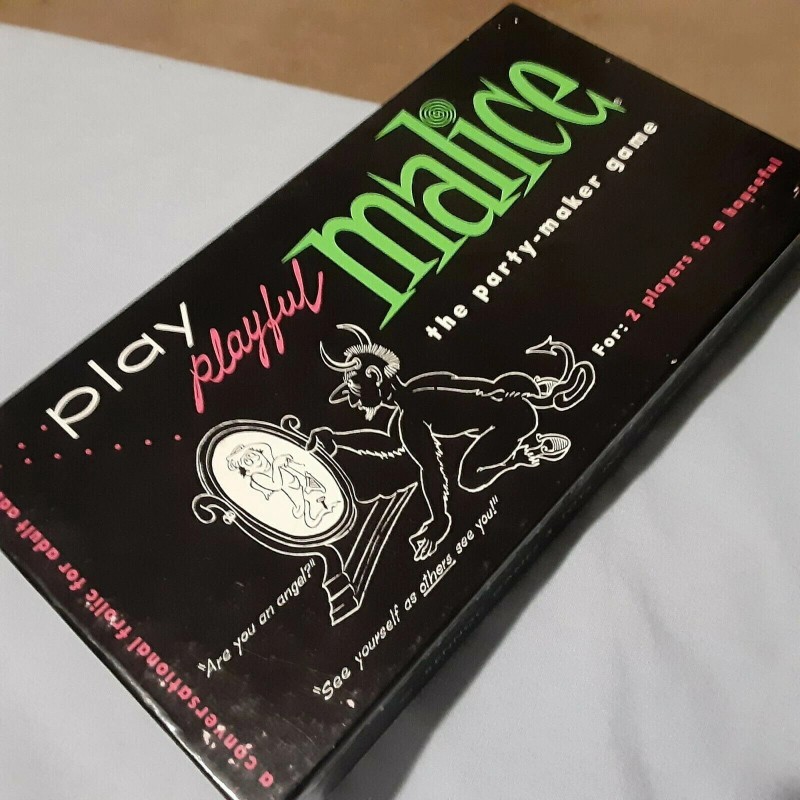 play
playful
malice
the party-maker game
For: 2 players to a houseful
"Are you an angel?"
"See yourself as others see you!"
a conversational frolic for adult